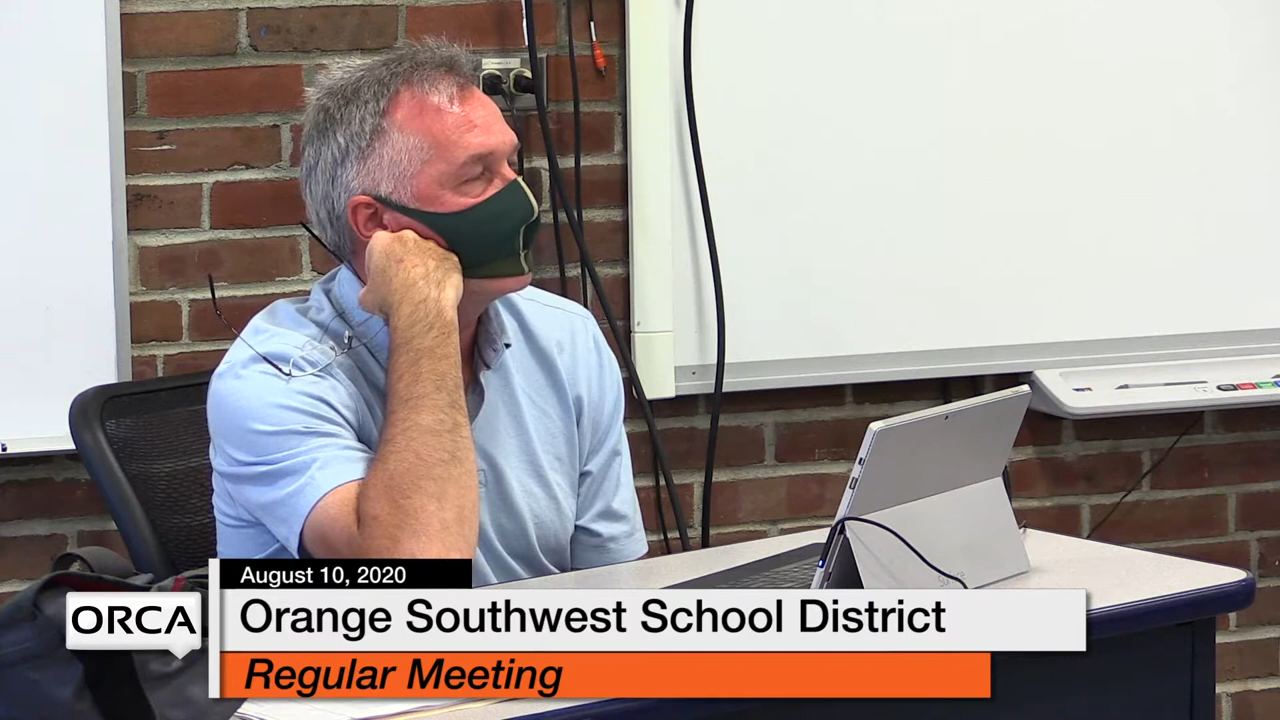 August 10, 2020
ORCA
Orange Southwest School District
Regular Meeting